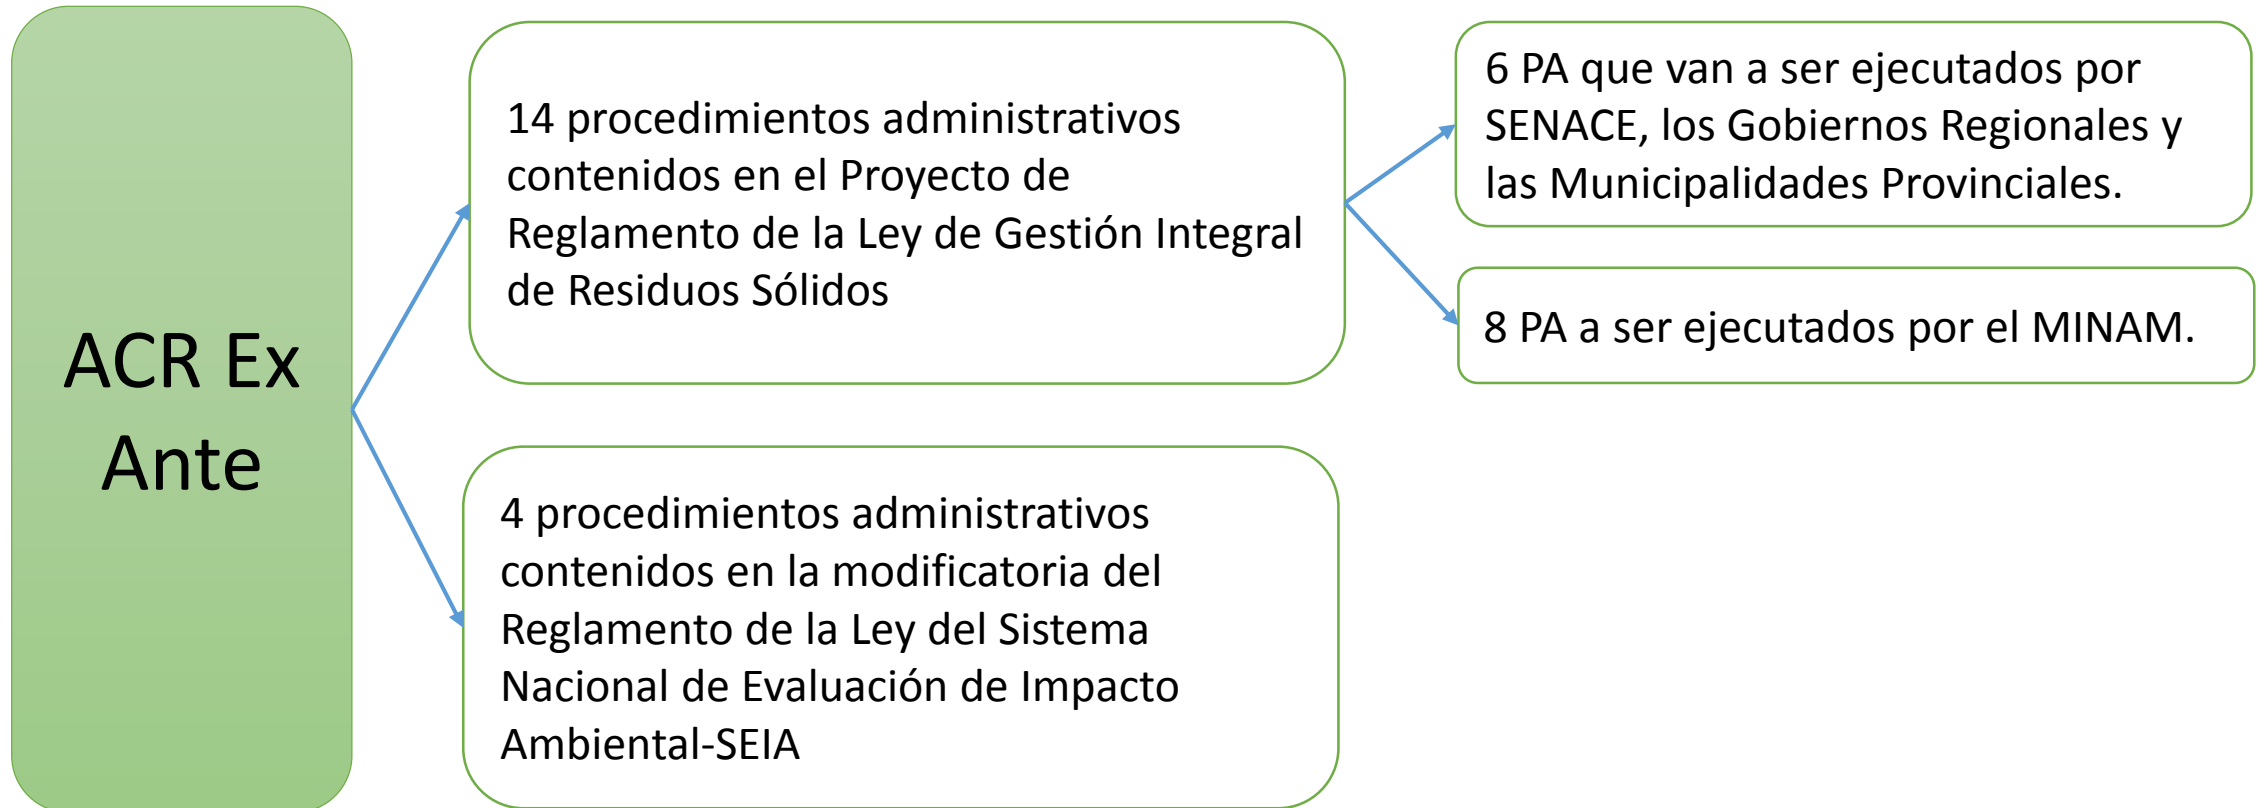 ACR Ex
Ante
14 procedimientos administrativos
contenidos en el Proyecto de
Reglamento de la Ley de Gestión Integral
de Residuos Sólidos
6 PA que van a ser ejecutados por
SENACE, los Gobiernos Regionales y
las Municipalidades Provinciales.
8 PA a ser ejecutados por el MINAM.
4 procedimientos administrativos
contenidos en la modificatoria del
Reglamento de la Ley del Sistema
Nacional de Evaluación de Impacto
Ambiental-SEIA